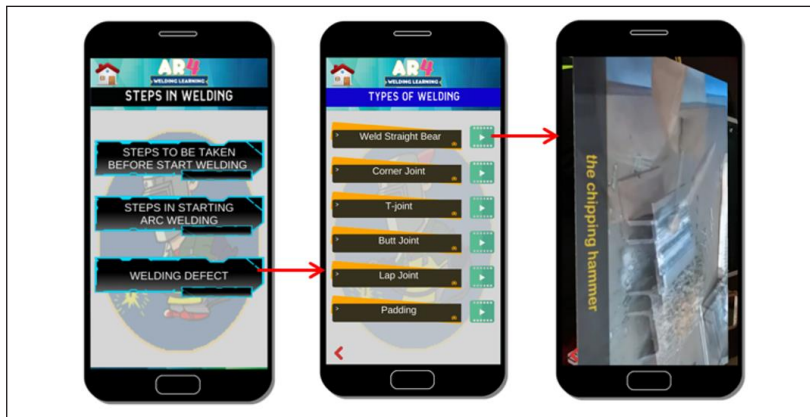 AR4
WELDING LEARNING
STEPS IN WELDING
STEPS TO BE TAKEN
BEFORE START WELDING
STEPS IN STARTING
ARC WELDING
WELDING DEFECT
AR4
WELDING LEARNING
TYPES OF WELDING
Weld Straight Bear
Corner Joint
T-joint
Butt Joint
Lap Joint
Padding
the chipping hammer